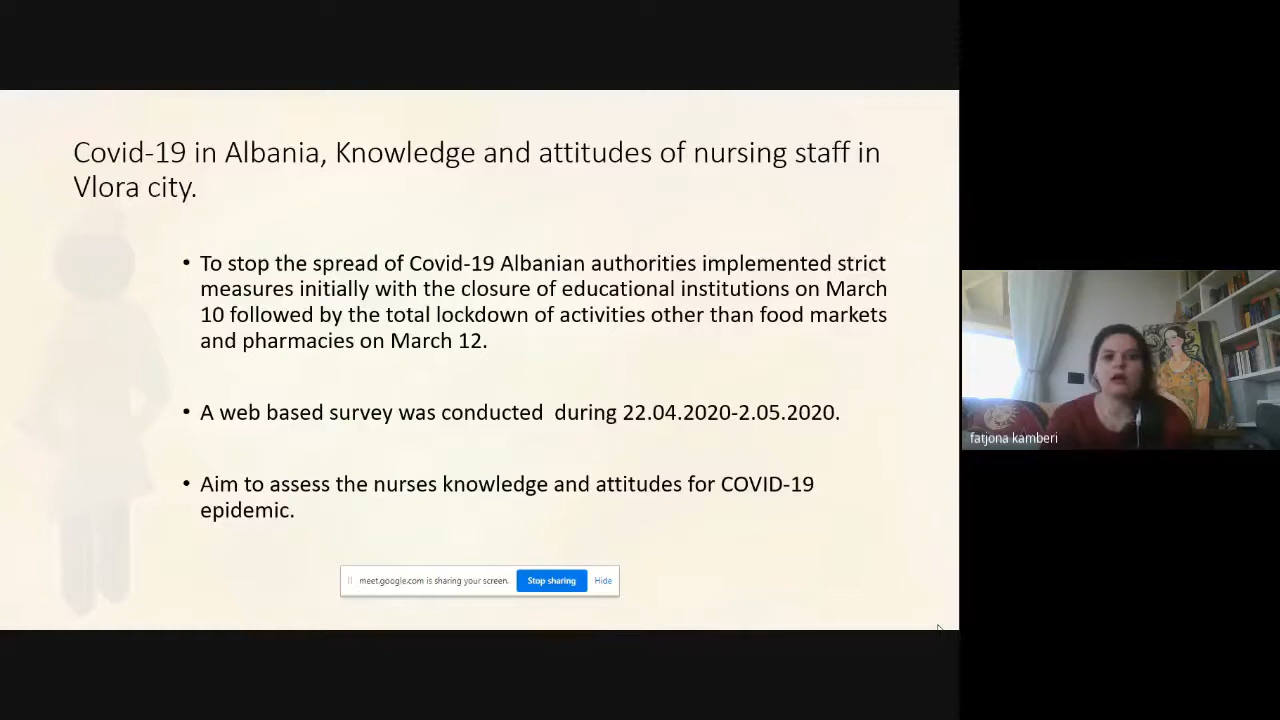 Covid-19 in Albania, Knowledge and attitudes of nursing staff in
Vlora city.
• To stop the spread of Covid-19 Albanian authorities implemented strict
measures initially with the closure of educational institutions on March
10 followed by the total lockdown of activities other than food markets
and pharmacies on March 12.
• A web based survey was conducted  during 22.04.2020-2.05.2020.
• Aim to assess the nurses knowledge and attitudes for COVID-19
epidemic.
meet.google.com is sharing your screen. Stop sharing Hide
fatjona kamberi